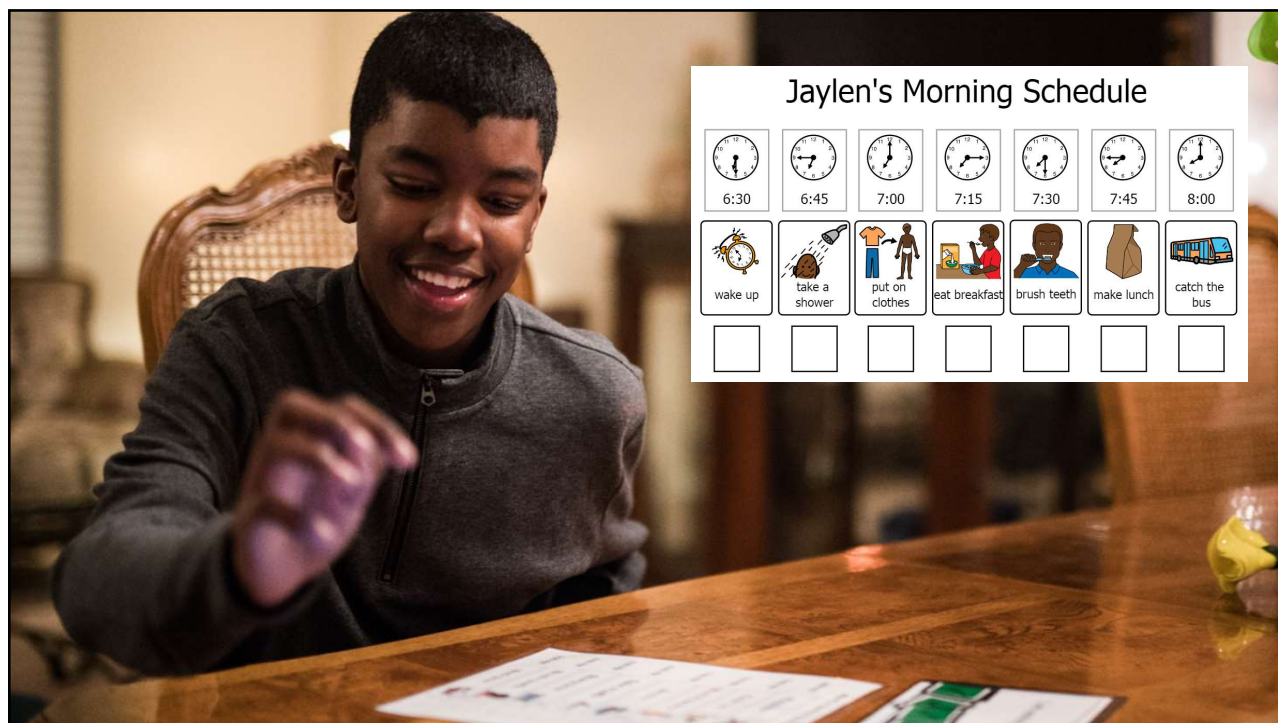 Jaylen's Morning Schedule
6:30 6:45 7:00 7:15 7:30 7:45 8:00
wake up
take a
shower
put on
clothes
eat breakfast
brush teeth
make lunch
catch the
bus